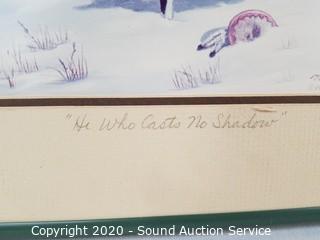 "He Who Casts No Shadow"
Copyright 2020 - Sound Auction Service